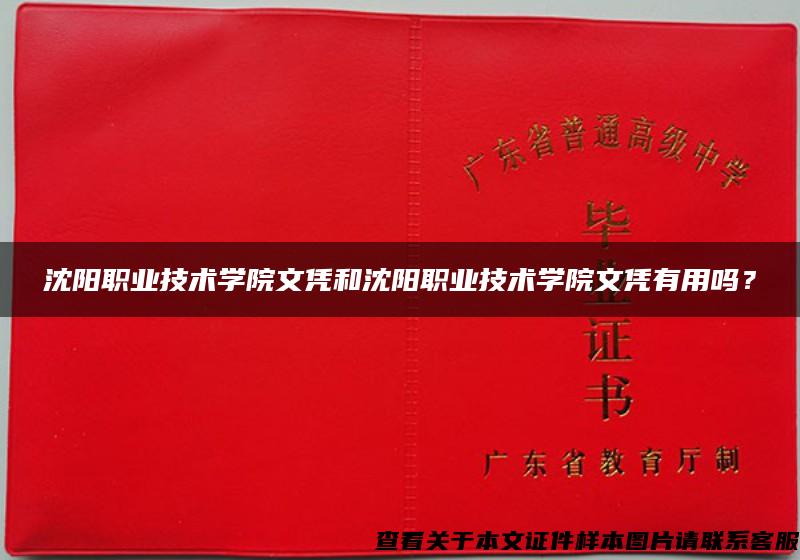 广东省普通高级中学
毕业证书
沈阳职业技术学院文凭和沈阳职业技术学院文凭有用吗？
广东省教育厅制
查看关于本文证件样本图片请联系客服